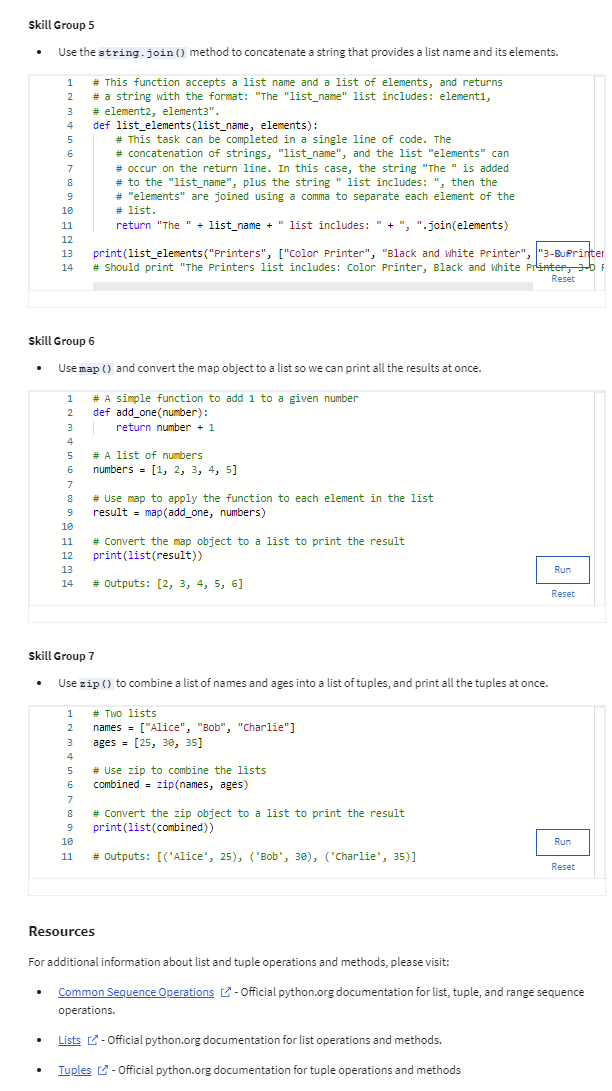 Skill Group 5
• Use the string.join() method to concatenate a string that provides a list name and its elements.
1 # This function accepts a list name and a list of elements, and returns
2 # a string with the format: "The "list_name" list includes: element1,
3 # element2, element3".
4 def list_elements(list_name, elements):
5 # This task can be completed in a single line of code. The
6 # concatenation of strings, "list_name", and the list "elements" can
7 # occur on the return line. In this case, the string "The " is added
8 # to the "list_name", plus the string " list includes: ", then the
9 # "elements" are joined using a comma to separate each element of the
10 # list.
11 return "The " + list_name + " list includes: " + ", ".join(elements)
12
13 print(list_elements("Printers", ["Color Printer", "Black and White Printer", "3-D Printer
14 # Should print "The Printers list includes: Color Printer, Black and White Printer, 3-D P
Run
Reset
Skill Group 6
• Use map() and convert the map object to a list so we can print all the results at once.
1 # A simple function to add 1 to a given number
2 def add_one(number):
3 return number + 1
4
5 # A list of numbers
6 numbers = [1, 2, 3, 4, 5]
7
8 # Use map to apply the function to each element in the list
9 result = map(add_one, numbers)
10
11 # Convert the map object to a list to print the result
12 print(list(result))
13
14 # Outputs: [2, 3, 4, 5, 6]
Run
Reset
Skill Group 7
• Use zip() to combine a list of names and ages into a list of tuples, and print all the tuples at once.
1 # Two lists
2 names = ["Alice", "Bob", "Charlie"]
3 ages = [25, 30, 35]
4
5 # Use zip to combine the lists
6 combined = zip(names, ages)
7
8 # Convert the zip object to a list to print the result
9 print(list(combined))
10
11 # Outputs: [('Alice', 25), ('Bob', 30), ('Charlie', 35)]
Run
Reset
Resources
For additional information about list and tuple operations and methods, please visit:
• Common Sequence Operations - Official python.org documentation for list, tuple, and range sequence
operations.
• Lists - Official python.org documentation for list operations and methods.
• Tuples - Official python.org documentation for tuple operations and methods